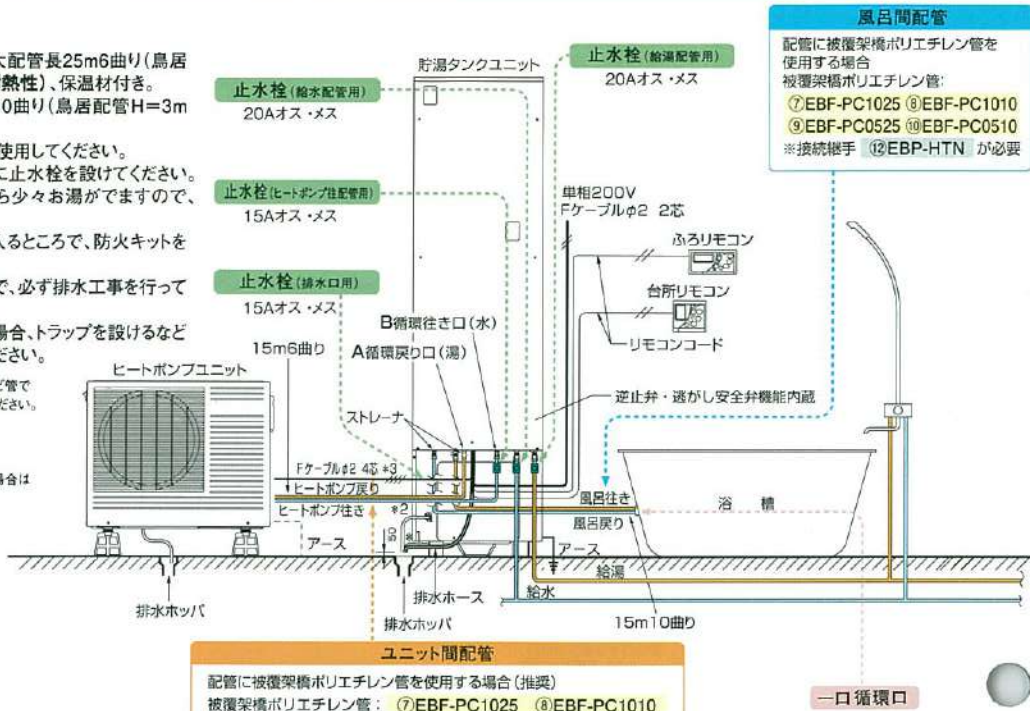 大配管長25m6曲り(鳥居
熱性)、保温材付き。
0曲り(鳥居配管H=3m
使用してください。
に止水栓を設けてください。
ら少々お湯がでますので、
入るところで、防火キットを
で、必ず排水工事を行って
場合、トラップを設けるなど
ださい。
管で
ださい。
場合は
止水栓(給水配管用)
20Aオス・メス
止水栓(ヒートポンプ往配管用)
15Aオス・メス
止水栓(排水口用)
15Aオス・メス
貯湯タンクユニット
止水栓(給湯配管用)
20Aオス・メス
風呂間配管
配管に被覆架橋ポリエチレン管を
使用する場合
被覆架橋ポリエチレン管:
⑦EBF-PC1025 ⑧EBF-PC1010
⑨EBF-PC0525 ⑩EBF-PC0510
※接続継手 ⑫EBP-HTN が必要
単相200V
Fケーブルφ2 2芯
ふろリモコン
台所リモコン
リモコンコード
B循環往き口(水)
A循環戻り口(湯)
15m6曲り
ヒートポンプユニット
ストレーナ
逆止弁・逃がし安全弁機能内蔵
Fケーブルφ2 4芯 *3
ヒートポンプ戻り
ヒートポンプ往き *2
50
アース
風呂往き
風呂戻り
浴槽
アース
給湯
給水
排水ホッパ
排水ホース
排水ホッパ
15m10曲り
ユニット間配管
配管に被覆架橋ポリエチレン管を使用する場合(推奨)
被覆架橋ポリエチレン管: ⑦EBF-PC1025 ⑧EBF-PC1010
一口循環口